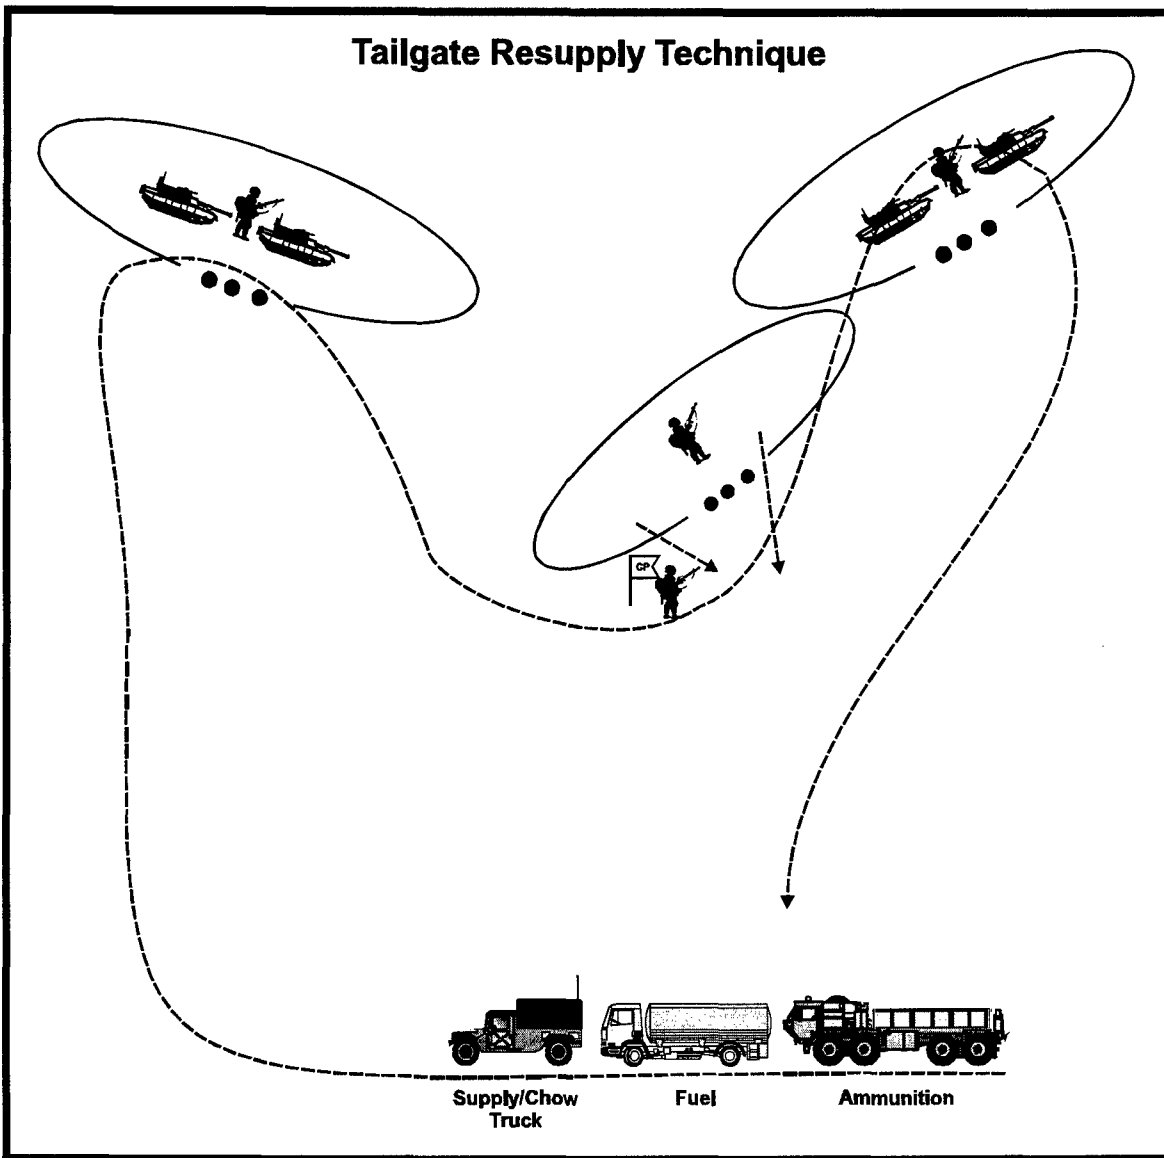 Tailgate Resupply Technique
CP
Supply/Chow
Truck
Fuel
Ammunition